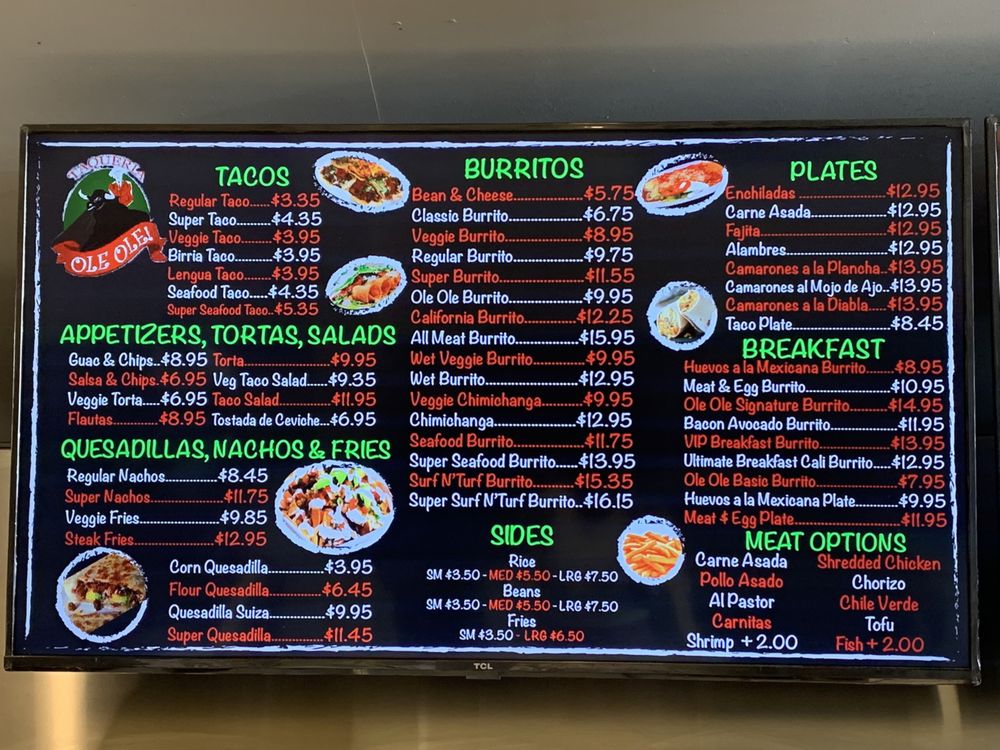 TAQUERIA
OLE OLE!
TACOS
Regular Taco.....$3.35
Super Taco..........$4.35
Veggie Taco........$3.95
Birria Taco..........$3.95
Lengua Taco.......$3.95
Seafood Taco.....$4.35
Super Seafood Taco..$5.35
APPETIZERS, TORTAS, SALADS
Guac & Chips..$8.95 Torta....................$9.95
Salsa & Chips.$6.95 Veg Taco Salad......$9.35
Veggie Torta....$6.95 Taco Salad............$11.95
Flautas...........$8.95 Tostada de Ceviche...$6.95
QUESADILLAS, NACHOS & FRIES
Regular Nachos............$8.45
Super Nachos................$11.75
Veggie Fries..................$9.85
Steak Fries...................$12.95
Corn Quesadilla.............$3.95
Flour Quesadilla............$6.45
Quesadilla Suiza............$9.95
Super Quesadilla............$11.45
BURRITOS
Bean & Cheese................$5.75
Classic Burrito.................$6.75
Veggie Burrito..................$8.95
Regular Burrito.................$9.75
Super Burrito....................$11.55
Ole Ole Burrito..................$9.95
California Burrito..............$12.25
All Meat Burrito................$15.95
Wet Veggie Burrito............$9.95
Wet Burrito.......................$12.95
Veggie Chimichanga..........$9.95
Chimichanga.....................$12.95
Seafood Burrito.................$11.75
Super Seafood Burrito.....$13.95
Surf N'Turf Burrito............$15.35
Super Surf N'Turf Burrito..$16.15
SIDES
Rice
SM $3.50 - MED $5.50 - LRG $7.50
Beans
SM $3.50 - MED $5.50 - LRG $7.50
Fries
SM $3.50 - LRG $6.50
PLATES
Enchiladas......................$12.95
Carne Asada...................$12.95
Fajita..............................$12.95
Alambres.........................$12.95
Camarones a la Plancha..$13.95
Camarones al Mojo de Ajo..$13.95
Camarones a la Diabla.....$13.95
Taco Plate.......................$8.45
BREAKFAST
Huevos a la Mexicana Burrito.......$8.95
Meat & Egg Burrito....................$10.95
Ole Ole Signature Burrito............$14.95
Bacon Avocado Burrito................$11.95
VIP Breakfast Burrito..................$13.95
Ultimate Breakfast Cali Burrito....$12.95
Ole Ole Basic Burrito...................$7.95
Huevos a la Mexicana Plate..........$9.95
Meat & Egg Plate.........................$11.95
MEAT OPTIONS
Carne Asada Shredded Chicken
Pollo Asado Chorizo
Al Pastor Chile Verde
Carnitas Tofu
Shrimp + 2.00 Fish + 2.00
TCL